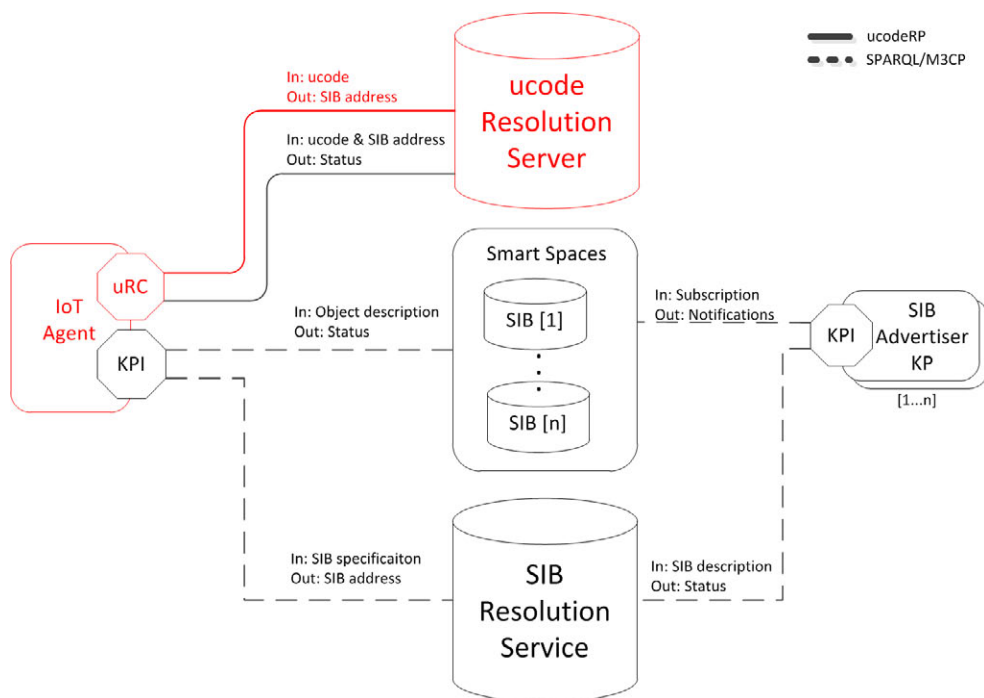 ucodeRP
SPARQL/M3CP
In: ucode
Out: SIB address
ucode
Resolution
Server
In: ucode & SIB address
Out: Status
IoT
Agent
uRC
KPI
In: Object description
Out: Status
Smart Spaces
SIB [1]
SIB [n]
In: Subscription
Out: Notifications
KPI
SIB
Advertiser
KP
[1...n]
In: SIB specificaiton
Out: SIB address
SIB
Resolution
Service
In: SIB description
Out: Status